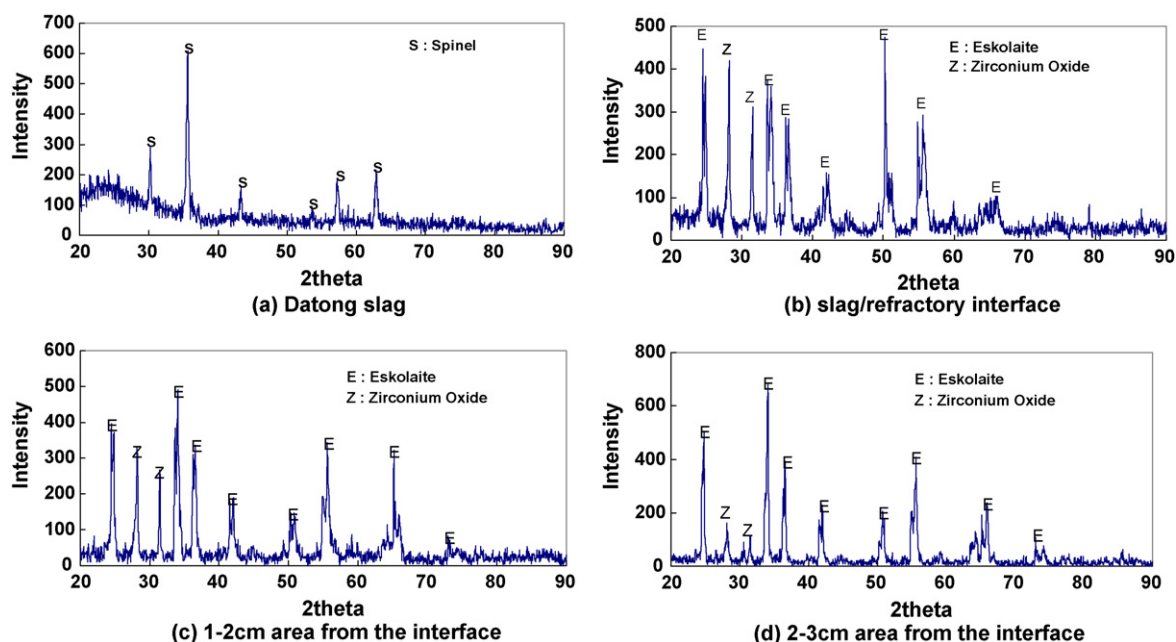 700
600
500
400
300
200
100
0
Intensity
S : Spinel
S
S
S
S
S
S
20 30 40 50 60 70 80 90
2theta
(a) Datong slag
500
400
300
200
100
0
Intensity
E : Eskolaite
Z : Zirconium Oxide
E
Z
Z
E
E
E
E
E
E
20 30 40 50 60 70 80 90
2theta
(b) slag/refractory interface
600
500
400
300
200
100
0
Intensity
E : Eskolaite
Z : Zirconium Oxide
E
Z
Z
E
E
E
E
E
E
E
20 30 40 50 60 70 80 90
2theta
(c) 1-2cm area from the interface
800
600
400
200
0
Intensity
E : Eskolaite
Z : Zirconium Oxide
E
Z
Z
E
E
E
E
E
E
E
20 30 40 50 60 70 80 90
2theta
(d) 2-3cm area from the interface